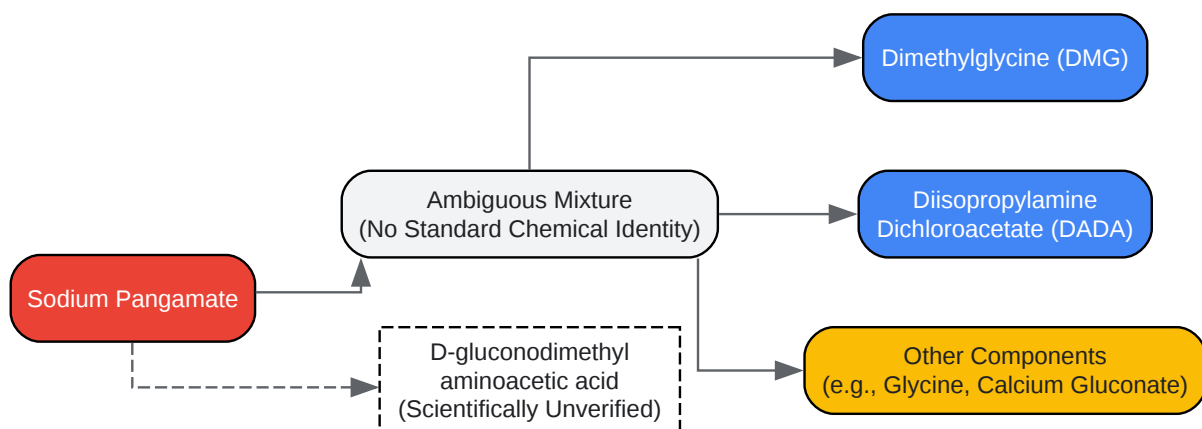 Dimethylglycine (DMG)
Ambiguous Mixture
(No Standard Chemical Identity)
Diisopropylamine
Dichloroacetate (DADA)
Sodium Pangamate
D-gluconodimethyl
aminoacetic acid
(Scientifically Unverified)
Other Components
(e.g., Glycine, Calcium Gluconate)